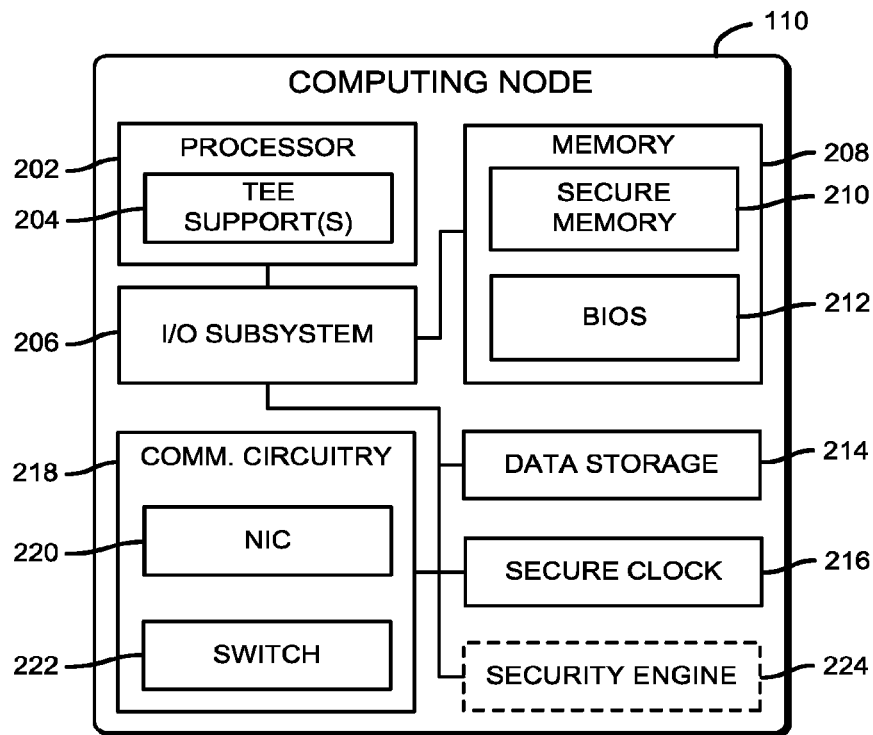 110
COMPUTING NODE
PROCESSOR
202
TEE
SUPPORT(S)
204
MEMORY
208
SECURE
MEMORY
210
I/O SUBSYSTEM
206
BIOS
212
COMM. CIRCUITRY
218
DATA STORAGE
214
NIC
220
SECURE CLOCK
216
SWITCH
222
SECURITY ENGINE
224